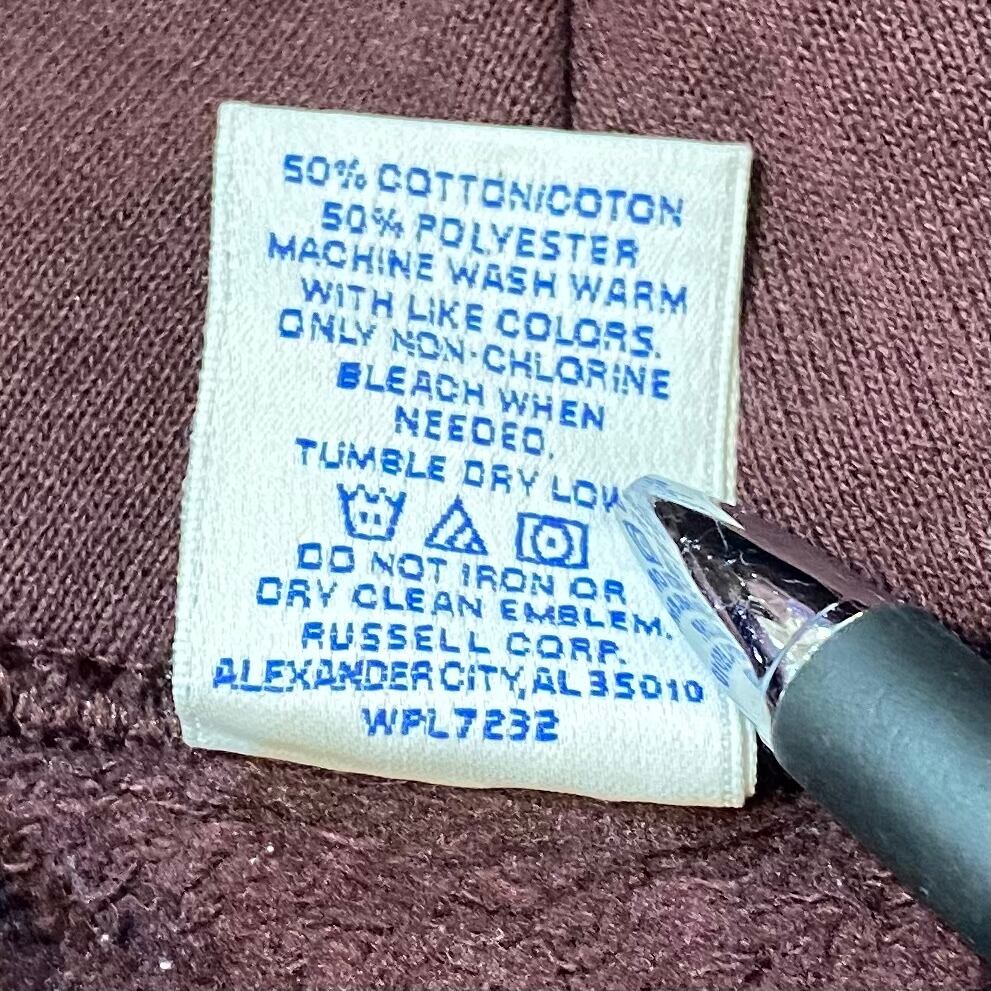 50% COTTON/COTON
50% POLYESTER
MACHINE WASH WARM
WITH LIKE COLORS.
ONLY NON-CHLORINE
BLEACH WHEN
NEEDED.
TUMBLE DRY LOW
DO NOT IRON OR
DRY CLEAN EMBLEM.
RUSSELL CORP.
ALEXANDER CITY, AL 35010
WPL7232